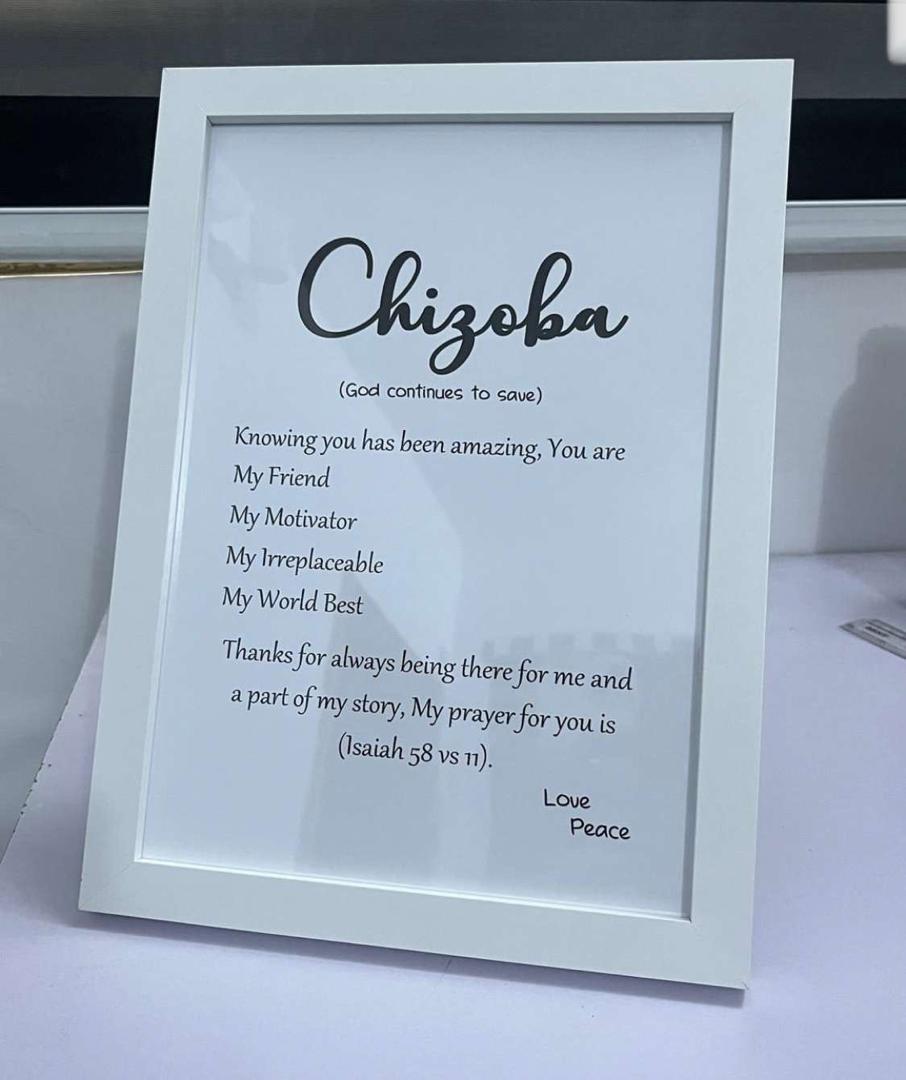 Chizoba
(God continues to save)
Knowing you has been amazing, You are
My Friend
My Motivator
My Irreplaceable
My World Best
Thanks for always being there for me and
a part of my story, My prayer for you is
(Isaiah 58 vs 11).
Love
Peace